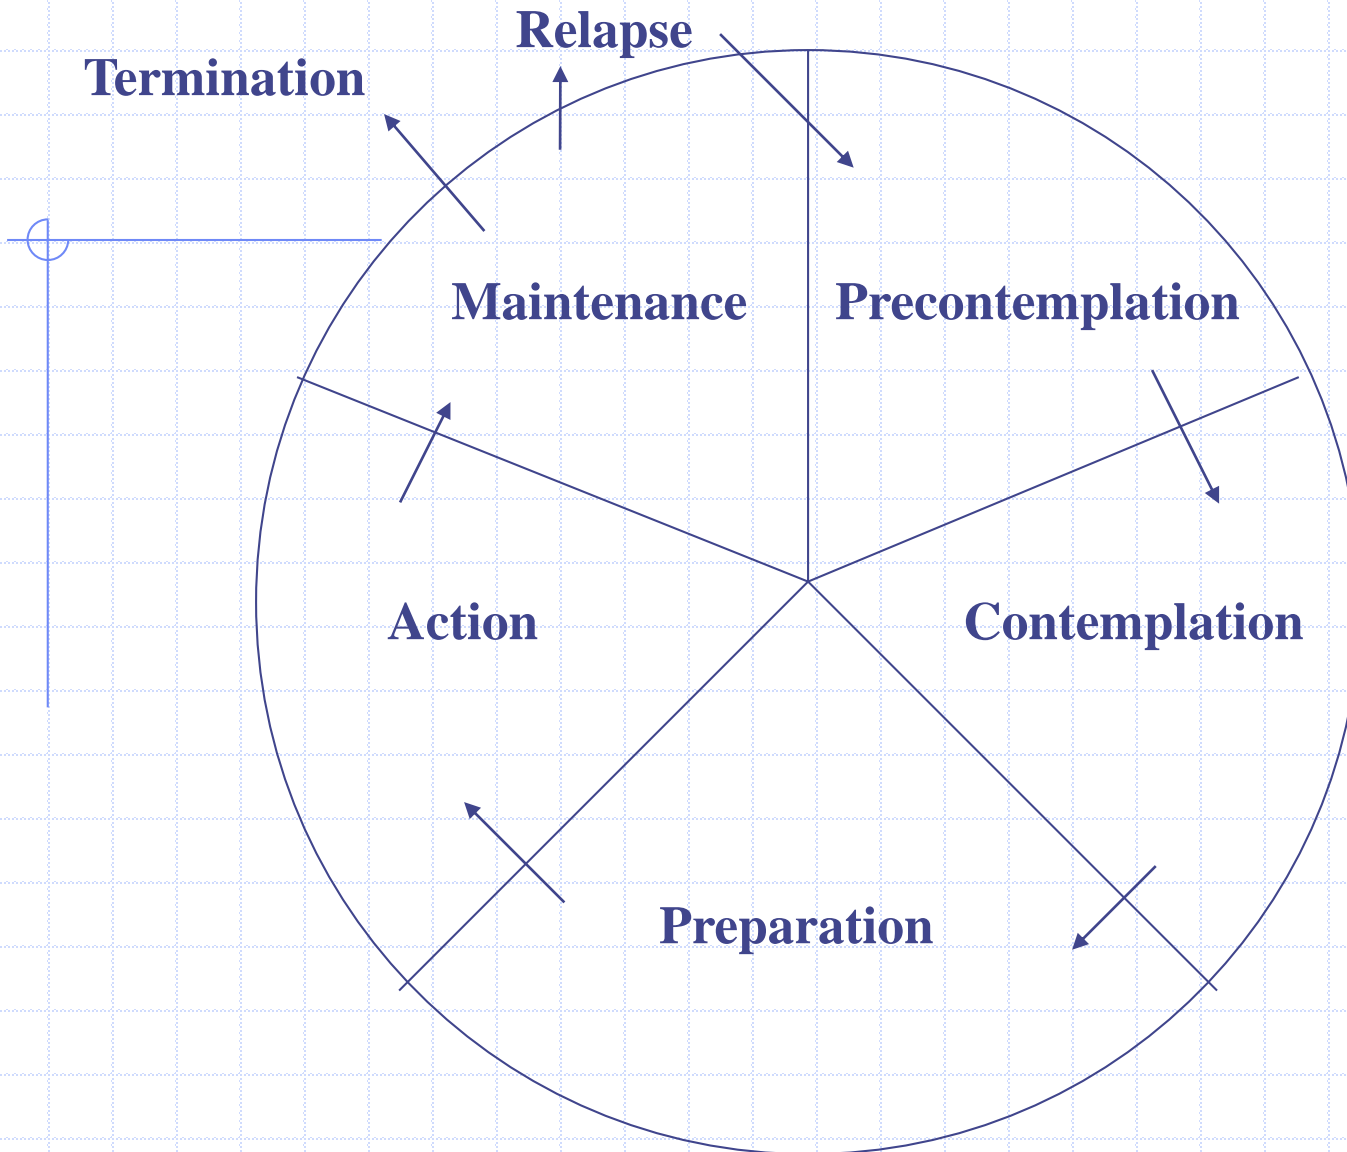 Relapse
Termination
Maintenance
Precontemplation
Action
Contemplation
Preparation